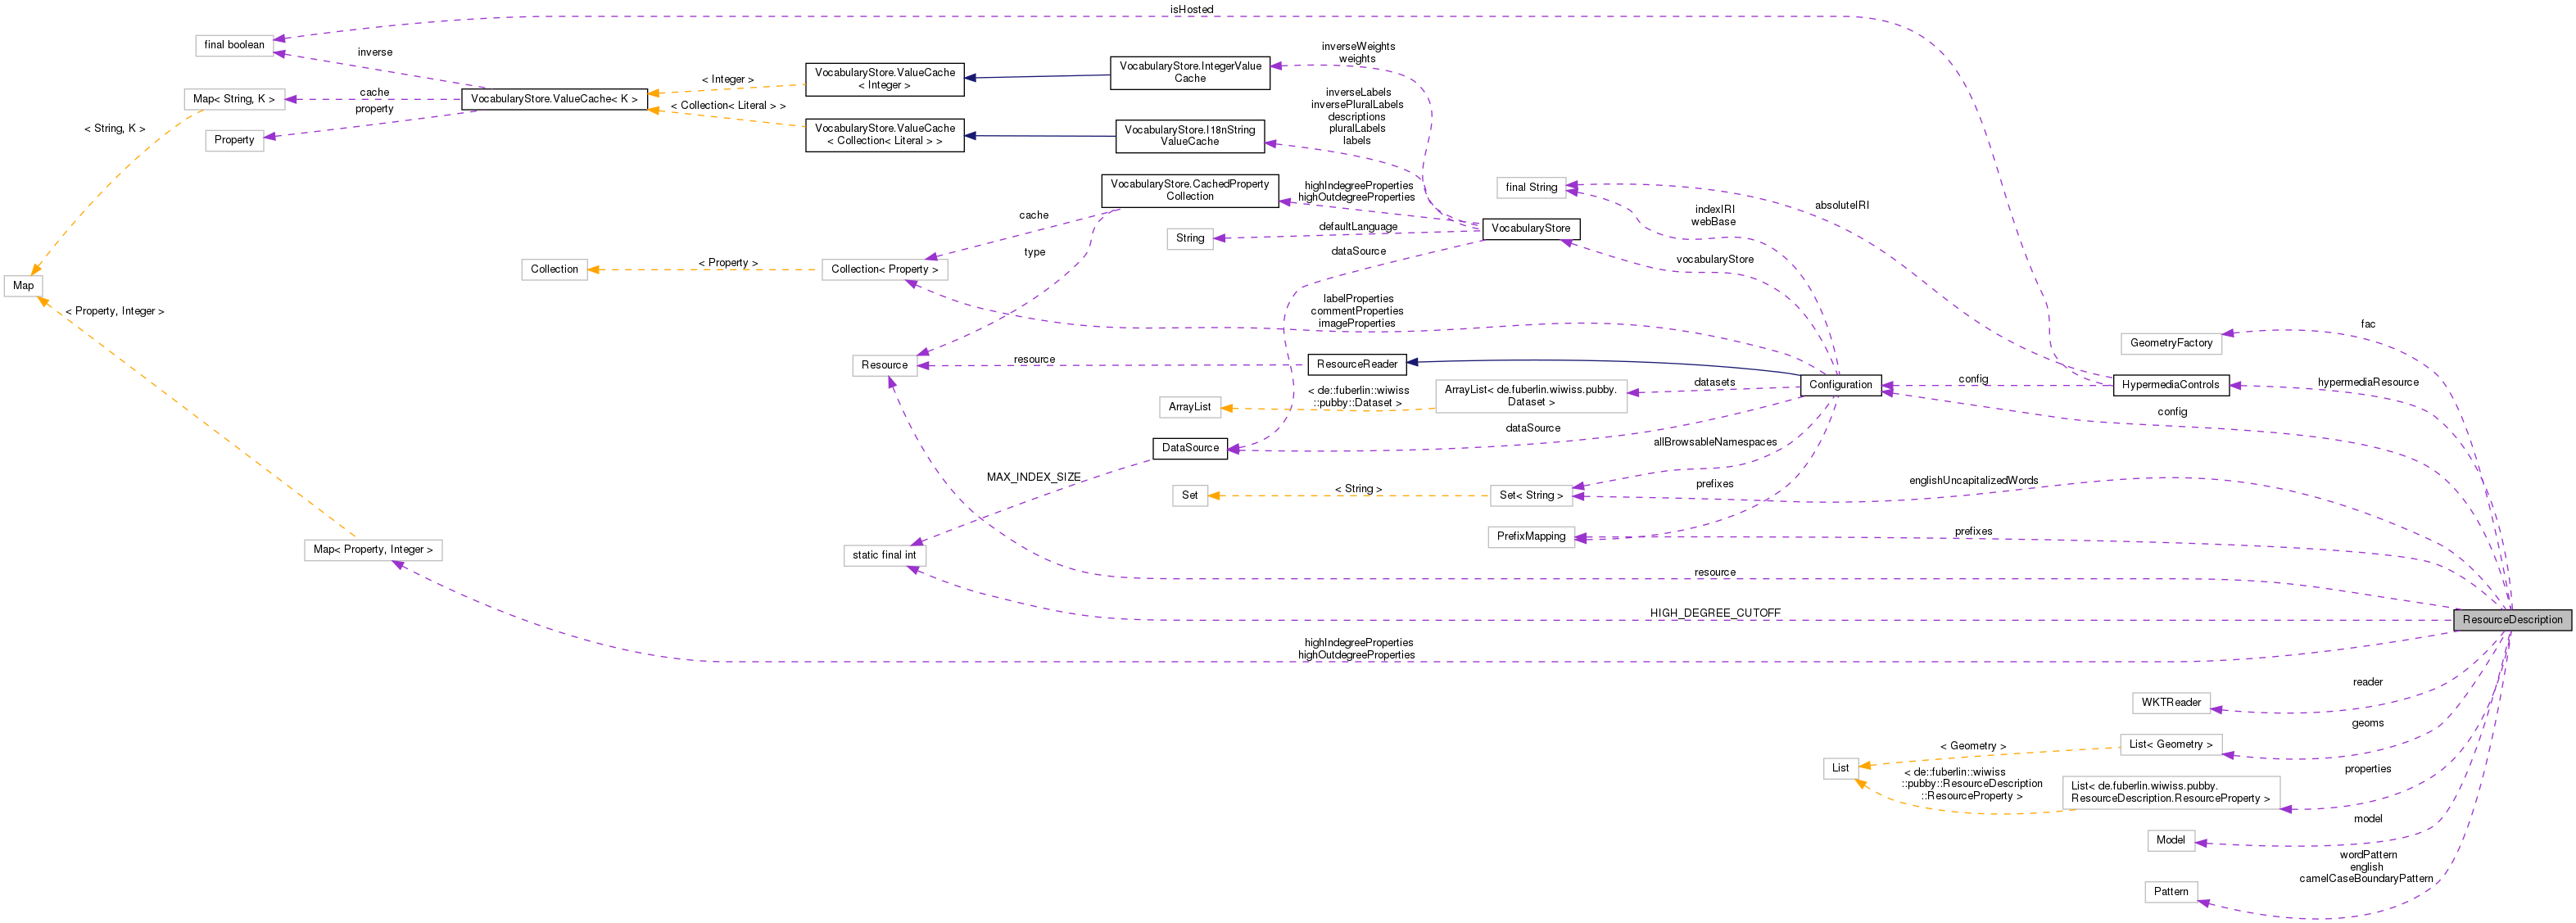 isHosted
final boolean
inverse
inverseWeights
weights
VocabularyStore.IntegerValue
Cache
VocabularyStore.ValueCache
< Integer >
< Integer >
Map< String, K >
cache
VocabularyStore.ValueCache< K >
< Collection< Literal > >
property
inverseLabels
inversePluralLabels
descriptions
pluralLabels
labels
< String, K >
Property
VocabularyStore.ValueCache
< Collection< Literal > >
VocabularyStore.I18nString
ValueCache
VocabularyStore.CachedProperty
Collection
highIndegreeProperties
highOutdegreeProperties
final String
absoluteIRI
cache
indexIRI
webBase
VocabularyStore
defaultLanguage
String
type
dataSource
vocabularyStore
Collection
< Property >
Collection< Property >
Map
< Property, Integer >
labelProperties
commentProperties
imageProperties
fac
GeometryFactory
Resource
resource
ResourceReader
Configuration
config
HypermediaControls
hypermediaResource
datasets
ArrayList< de.fuberlin.wiwiss.pubby.
Dataset >
< de::fuberlin::wiwiss
::pubby::Dataset >
ArrayList
config
dataSource
DataSource
allBrowsableNamespaces
MAX_INDEX_SIZE
englishUncapitalizedWords
prefixes
Set
< String >
Set< String >
PrefixMapping
prefixes
Map< Property, Integer >
static final int
resource
HIGH_DEGREE_CUTOFF
ResourceDescription
highIndegreeProperties
highOutdegreeProperties
reader
WKTReader
geoms
< Geometry >
List< Geometry >
List
< de::fuberlin::wiwiss
::pubby::ResourceDescription
::ResourceProperty >
properties
List< de.fuberlin.wiwiss.pubby.
ResourceDescription.ResourceProperty >
model
Model
wordPattern
english
camelCaseBoundaryPattern
Pattern